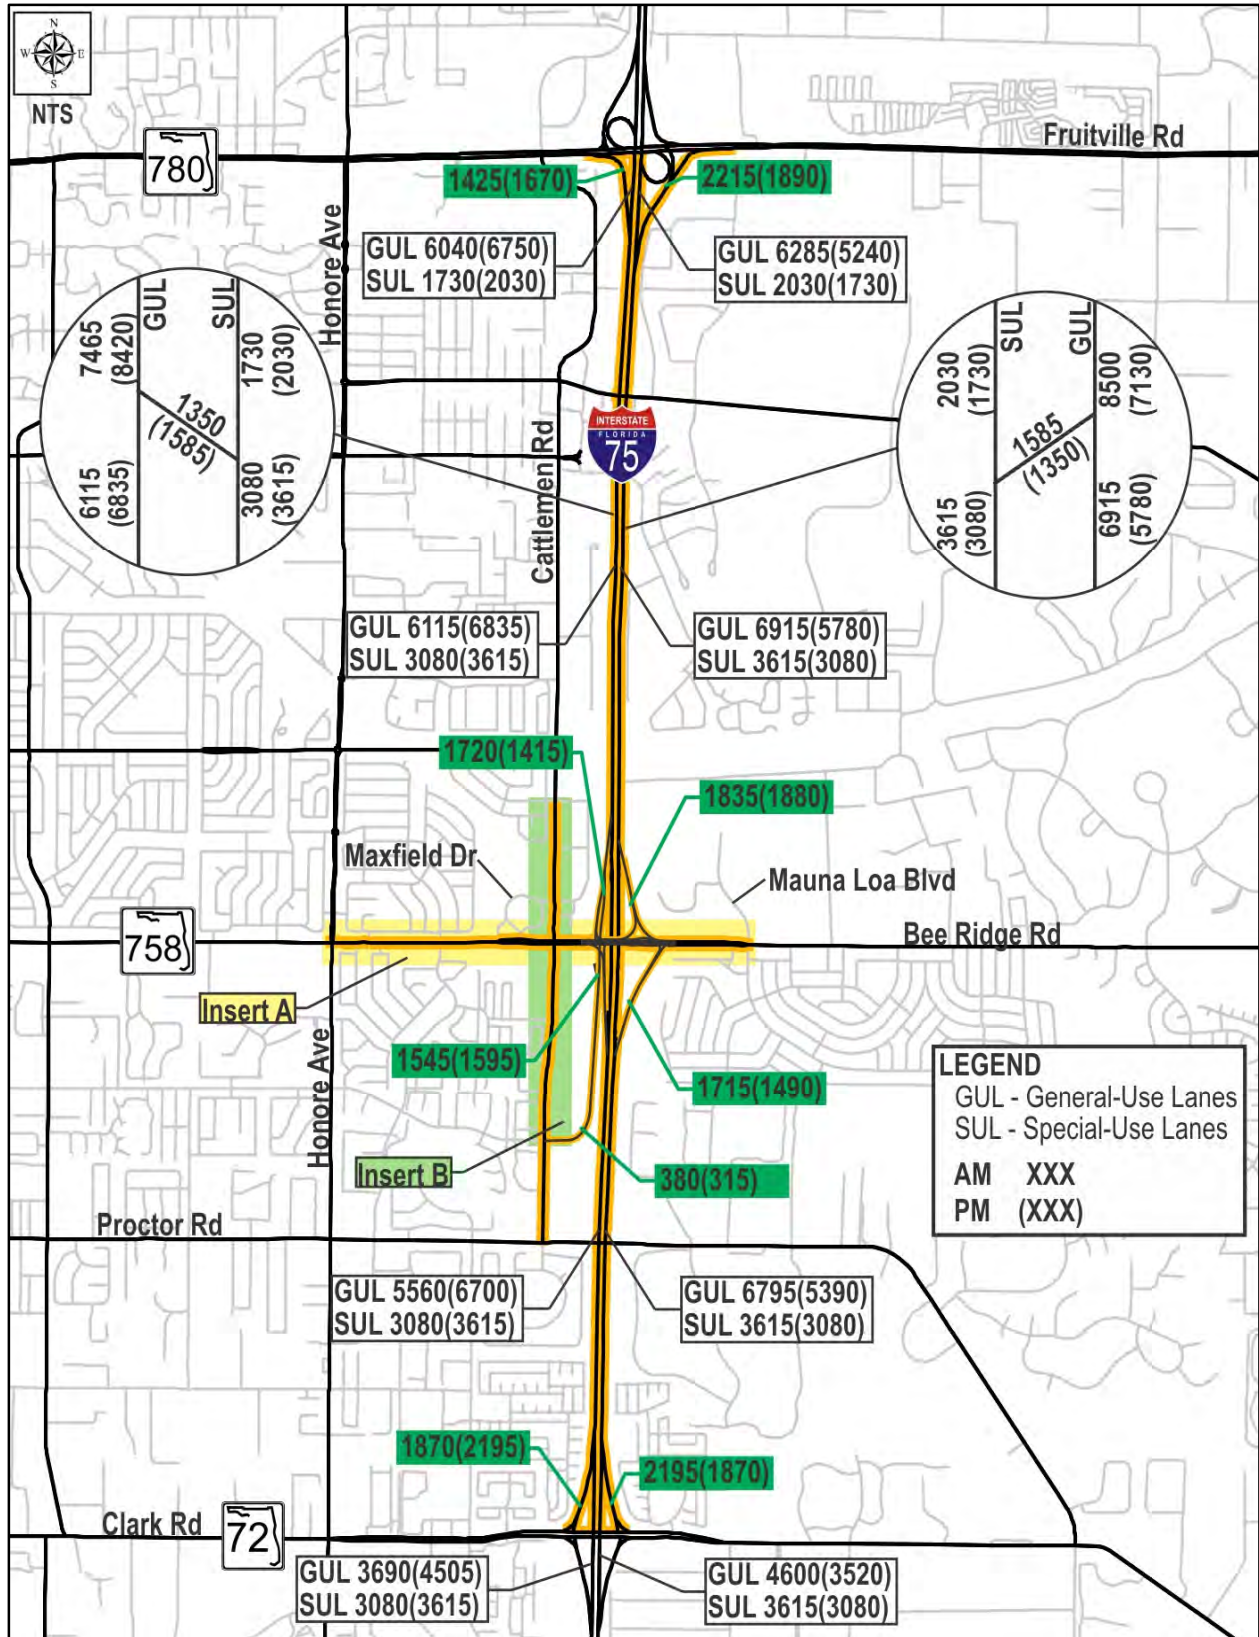 N
W E
S
NTS
780
Fruitville Rd
1425(1670)
2215(1890)
Honore Ave
GUL 6040(6750)
SUL 1730(2030)
GUL 6285(5240)
SUL 2030(1730)
7465
(8420)
GUL
SUL
1730
(2030)
1350
(1585)
6115
(6835)
3080
(3615)
2030
(1730)
SUL
GUL
8500
(7130)
1585
(1350)
3615
(3080)
6915
(5780)
INTERSTATE
FLORIDA
75
Cattlemen Rd
GUL 6115(6835)
SUL 3080(3615)
GUL 6915(5780)
SUL 3615(3080)
1720(1415)
1835(1880)
Maxfield Dr
Mauna Loa Blvd
758
Bee Ridge Rd
Insert A
Honore Ave
1545(1595)
1715(1490)
Insert B
380(315)
LEGEND
GUL - General-Use Lanes
SUL - Special-Use Lanes
AM XXX
PM (XXX)
Proctor Rd
GUL 5560(6700)
SUL 3080(3615)
GUL 6795(5390)
SUL 3615(3080)
1870(2195)
2195(1870)
Clark Rd
72
GUL 3690(4505)
SUL 3080(3615)
GUL 4600(3520)
SUL 3615(3080)